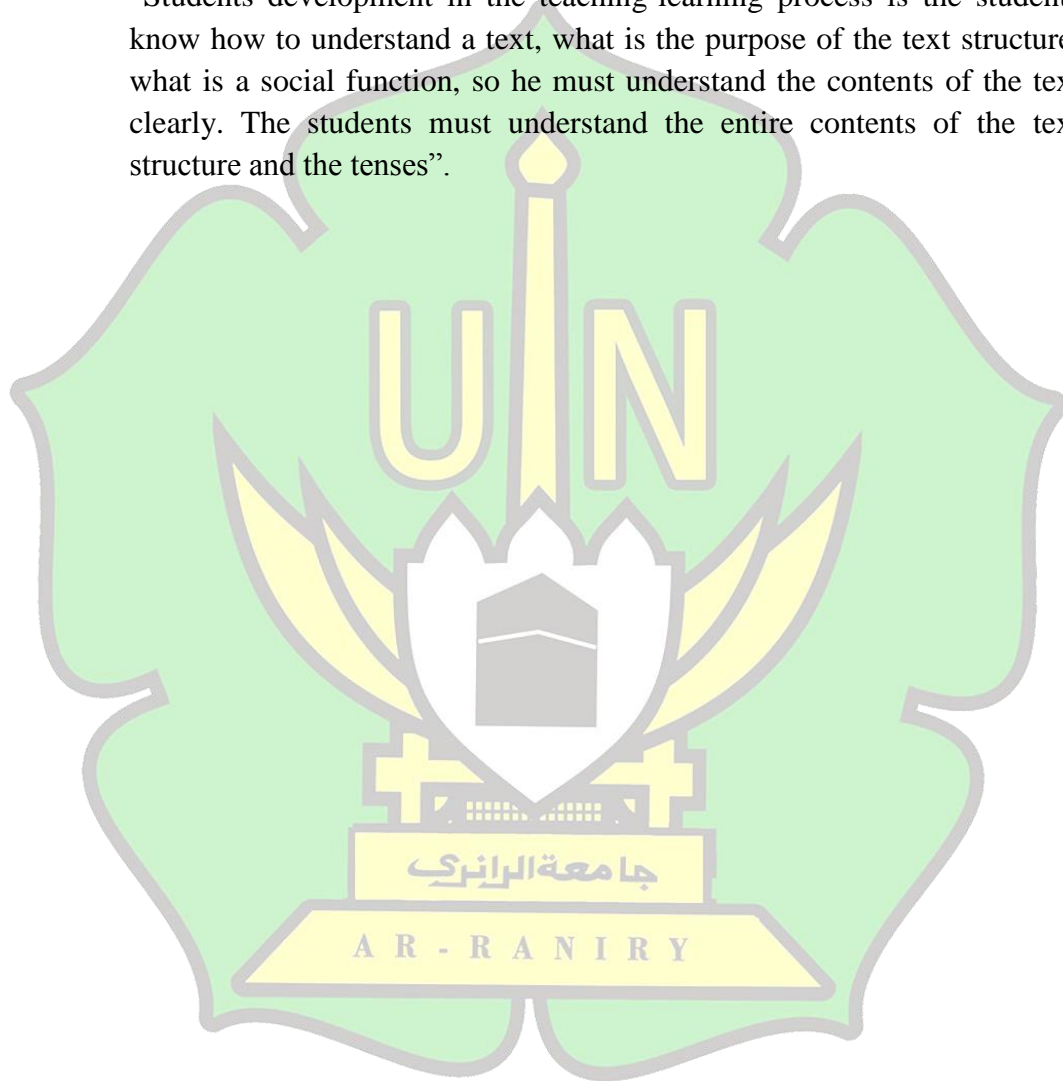 "Students development in the teaching-learning process is the student
know how to understand a text, what is the purpose of the text structure
what is a social function, so he must understand the contents of the tex
clearly. The students must understand the entire contents of the tex
structure and the tenses”.
UIN
جامعة الرانري
AR-RANIRY